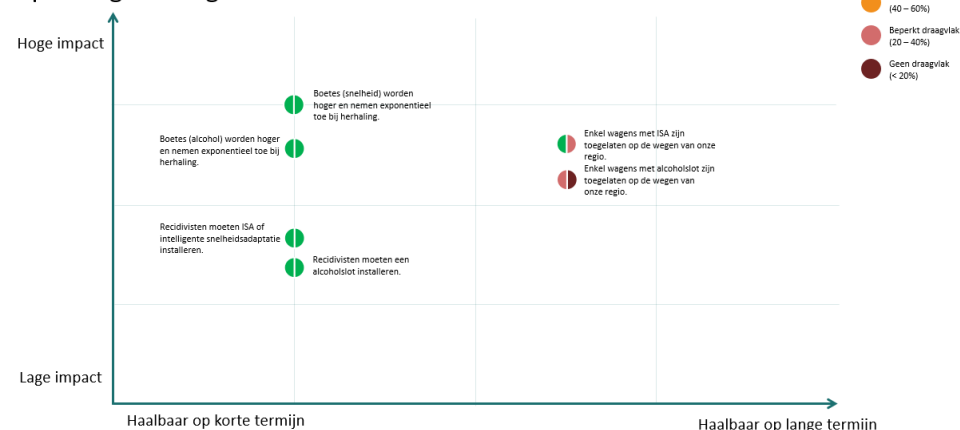 (40 – 60%)
Beperkt draagvlak
(20 – 40%)
Geen draagvlak
(< 20%)
Hoge impact
Boetes (snelheid) worden
hoger en nemen exponentieel
toe bij herhaling.
Boetes (alcohol) worden hoger
en nemen exponentieel toe bij
herhaling.
Enkel wagens met ISA zijn
toegelaten op de wegen van onze
regio.
Enkel wagens met alcoholslot zijn
toegelaten op de wegen van
onze regio.
Recidivisten moeten ISA of
intelligente snelheidsadaptatie
installeren.
Recidivisten moeten een
alcoholslot installeren.
Lage impact
Haalbaar op korte termijn
Haalbaar op lange termijn